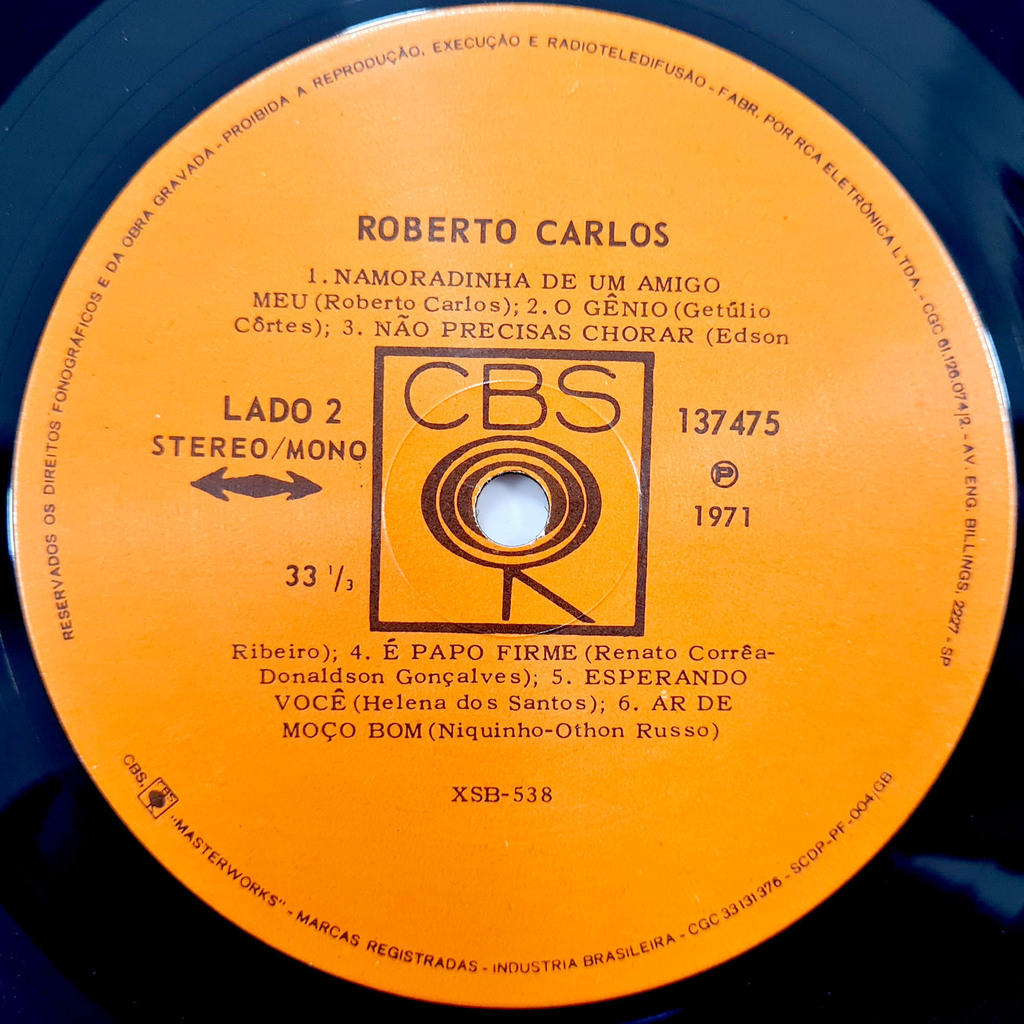 RESERVADOS OS DIREITOS FONOGRÁFICOS E DA OBRA GRAVADA - PROIBIDA A REPRODUÇÃO, EXECUÇÃO E RADIOTELEDIFUSÃO - FABR. POR RCA ELETRÔNICA LTDA. - CGC 61.126.074/2 - AV. ENG. BILLINGS, 2227 - SP
ROBERTO CARLOS
1. NAMORADINHA DE UM AMIGO
MEU (Roberto Carlos); 2. O GÊNIO (Getúlio
Côrtes); 3. NÃO PRECISAS CHORAR (Edson
CBS
LADO 2
STEREO/MONO
137475
℗
1971
33 1/3
Ribeiro); 4. É PAPO FIRME (Renato Corrêa-
Donaldson Gonçalves); 5. ESPERANDO
VOCÊ (Helena dos Santos); 6. AR DE
MOÇO BOM (Niquinho-Othon Russo)
XSB-538
CBS, CBS "MASTERWORKS" - MARCAS REGISTRADAS - INDUSTRIA BRASILEIRA - CGC 33131376 - SCDP-PF-004/GB